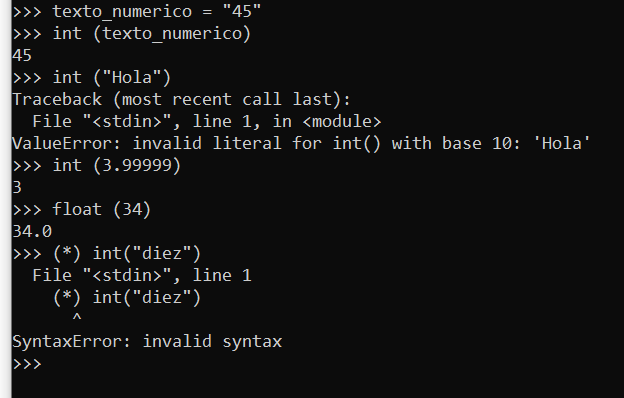 >>> texto_numerico = "45"
>>> int (texto_numerico)
45
>>> int ("Hola")
Traceback (most recent call last):
  File "<stdin>", line 1, in <module>
ValueError: invalid literal for int() with base 10: 'Hola'
>>> int (3.99999)
3
>>> float (34)
34.0
>>> (*) int("diez")
  File "<stdin>", line 1
    (*) int("diez")
      ^
SyntaxError: invalid syntax
>>>